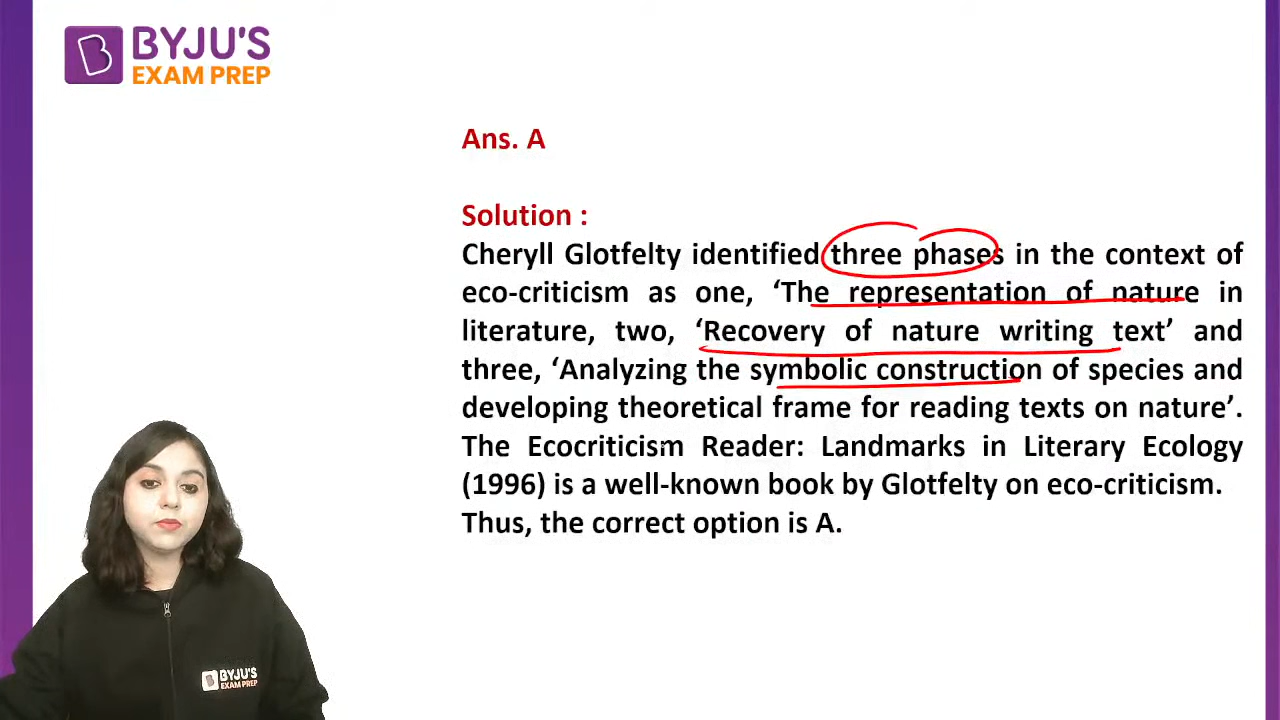 BYJU'S
EXAM PREP
Ans. A
Solution :
Cheryll Glotfelty identified three phases in the context of
eco-criticism as one, ‘The representation of nature in
literature, two, ‘Recovery of nature writing text’ and
three, ‘Analyzing the symbolic construction of species and
developing theoretical frame for reading texts on nature’.
The Ecocriticism Reader: Landmarks in Literary Ecology
(1996) is a well-known book by Glotfelty on eco-criticism.
Thus, the correct option is A.
BYJU'S
EXAM PREP